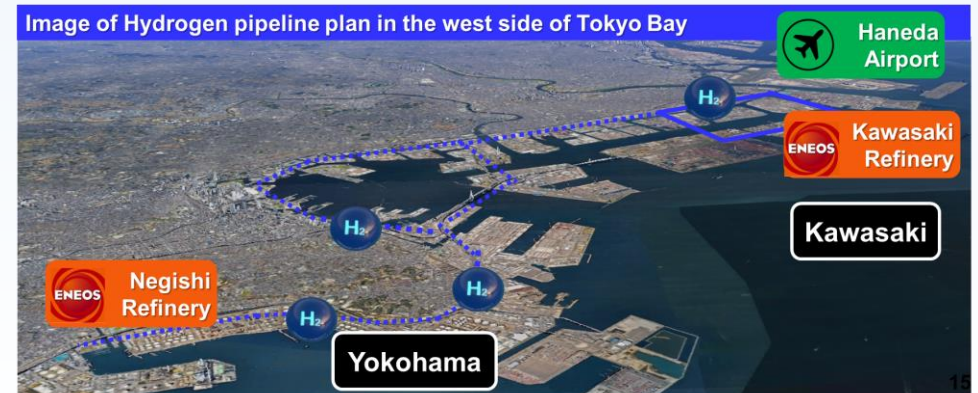 Image of Hydrogen pipeline plan in the west side of Tokyo Bay
Haneda
Airport
H₂
ENEOS
Kawasaki
Refinery
Kawasaki
H₂
ENEOS
Negishi
Refinery
H₂
H₂
Yokohama
15